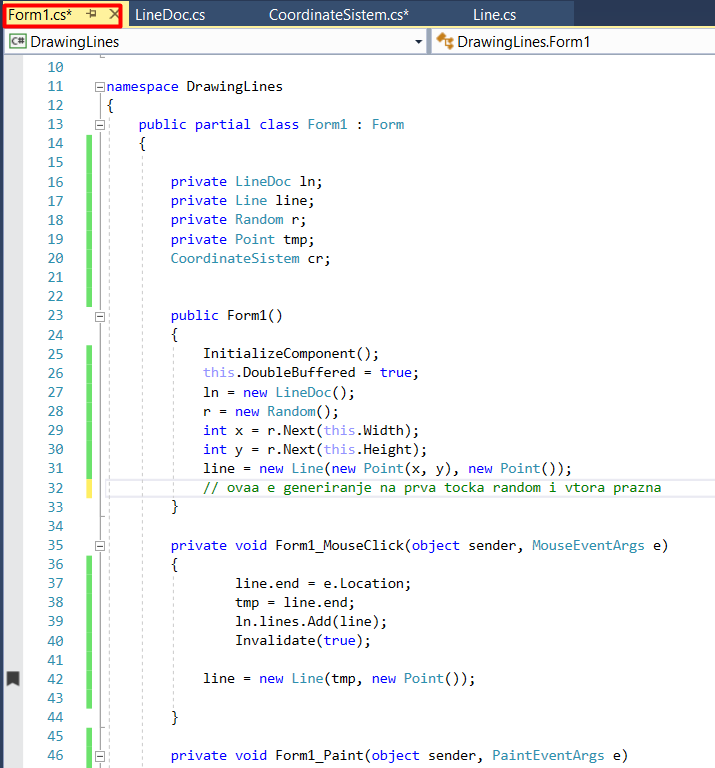 Form1.cs* LineDoc.cs CoordinateSistem.cs* Line.cs
C# DrawingLines DrawingLines.Form1
10
11 namespace DrawingLines
12 {
13 public partial class Form1 : Form
14 {
15
16 private LineDoc ln;
17 private Line line;
18 private Random r;
19 private Point tmp;
20 CoordinateSistem cr;
21
22
23 public Form1()
24 {
25 InitializeComponent();
26 this.DoubleBuffered = true;
27 ln = new LineDoc();
28 r = new Random();
29 int x = r.Next(this.Width);
30 int y = r.Next(this.Height);
31 line = new Line(new Point(x, y), new Point());
32 // ovaa e generiranje na prva tocka random i vtora prazna
33 }
34
35 private void Form1_MouseClick(object sender, MouseEventArgs e)
36 {
37 line.end = e.Location;
38 tmp = line.end;
39 ln.lines.Add(line);
40 Invalidate(true);
41
42 line = new Line(tmp, new Point());
43
44 }
45
46 private void Form1_Paint(object sender, PaintEventArgs e)